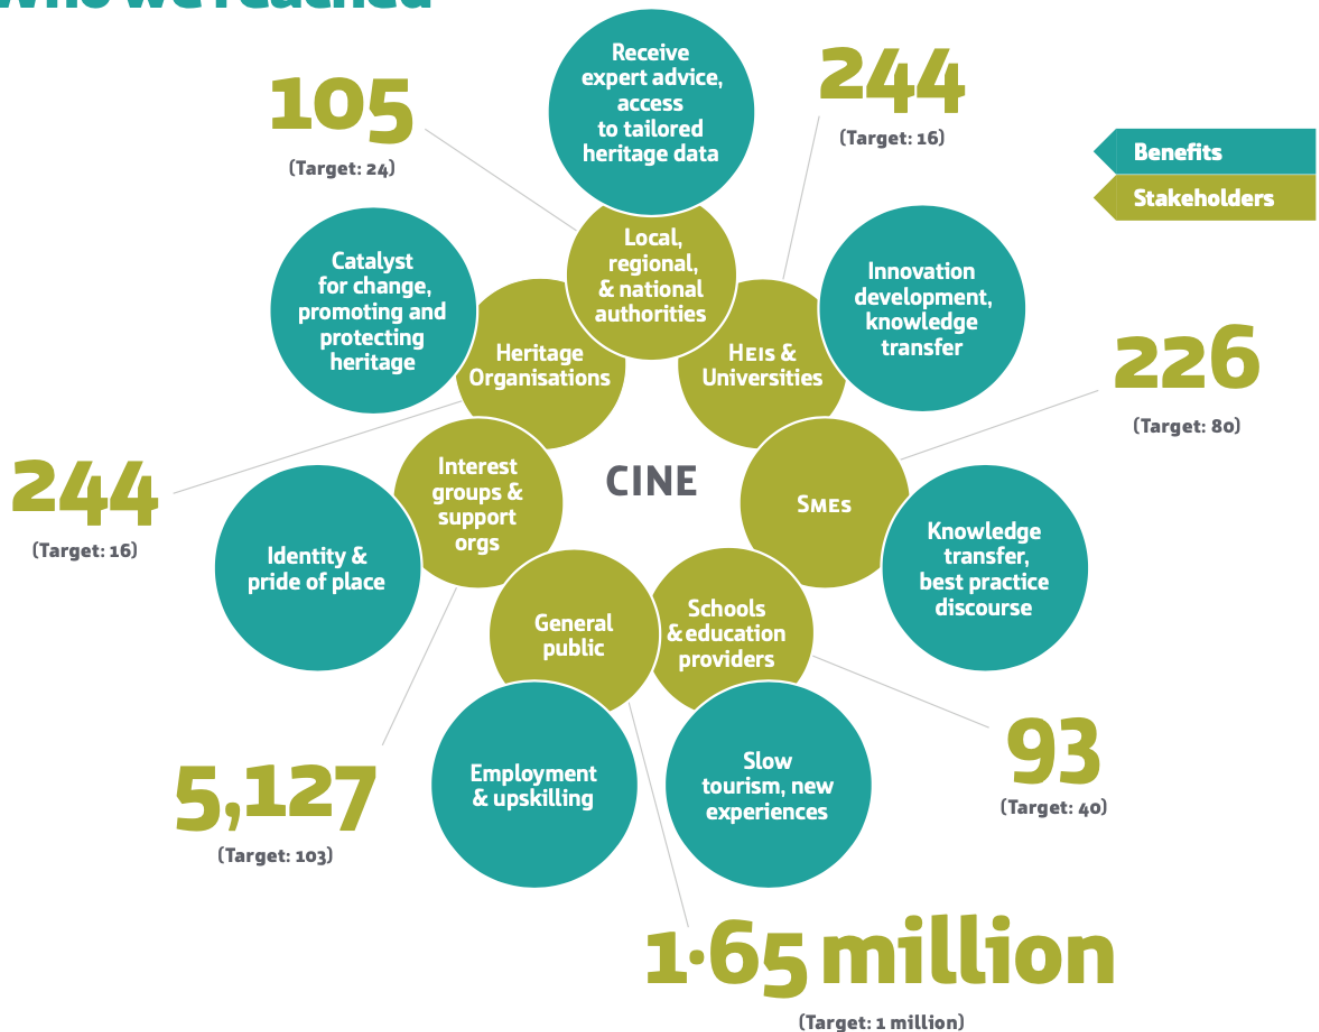 Who we reached
105
(Target: 24)
Receive
expert advice,
access
to tailored
heritage data
244
(Target: 16)
Benefits
Stakeholders
Catalyst
for change,
promoting and
protecting
heritage
Local,
regional,
& national
authorities
Innovation
development,
knowledge
transfer
Heritage
Organisations
HEIS &
Universities
226
(Target: 80)
244
(Target: 16)
Interest
groups &
support
orgs
CINE
SMES
Identity &
pride of place
Knowledge
transfer,
best practice
discourse
General
public
Schools
& education
providers
5,127
(Target: 103)
Employment
& upskilling
Slow
tourism, new
experiences
93
(Target: 40)
1·65 million
(Target: 1 million)